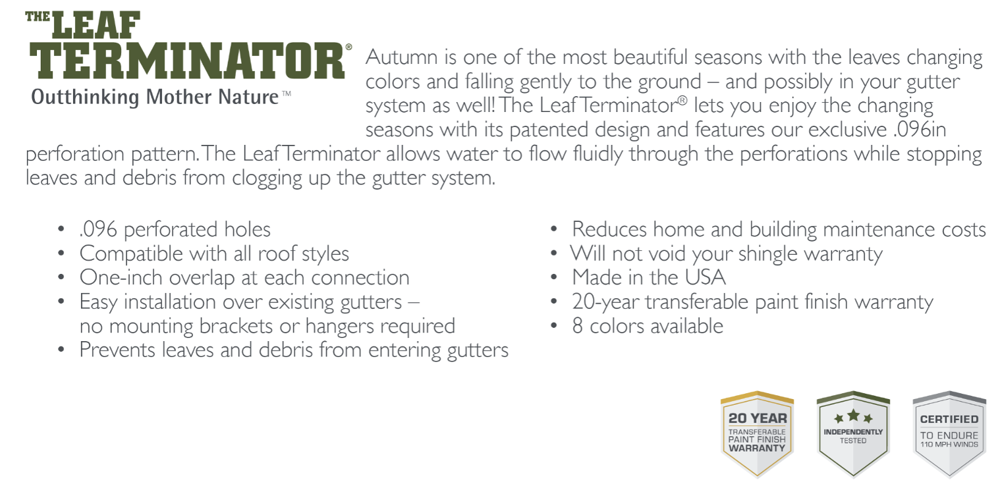 THE LEAF
TERMINATOR®
Outthinking Mother Nature™
Autumn is one of the most beautiful seasons with the leaves changing
colors and falling gently to the ground – and possibly in your gutter
system as well! The Leaf Terminator® lets you enjoy the changing
seasons with its patented design and features our exclusive .096in
perforation pattern. The Leaf Terminator allows water to flow fluidly through the perforations while stopping
leaves and debris from clogging up the gutter system.
• .096 perforated holes
• Compatible with all roof styles
• One-inch overlap at each connection
• Easy installation over existing gutters –
no mounting brackets or hangers required
• Prevents leaves and debris from entering gutters
• Reduces home and building maintenance costs
• Will not void your shingle warranty
• Made in the USA
• 20-year transferable paint finish warranty
• 8 colors available
20 YEAR
TRANSFERABLE
PAINT FINISH
WARRANTY
INDEPENDENTLY
TESTED
CERTIFIED
TO ENDURE
110 MPH WINDS